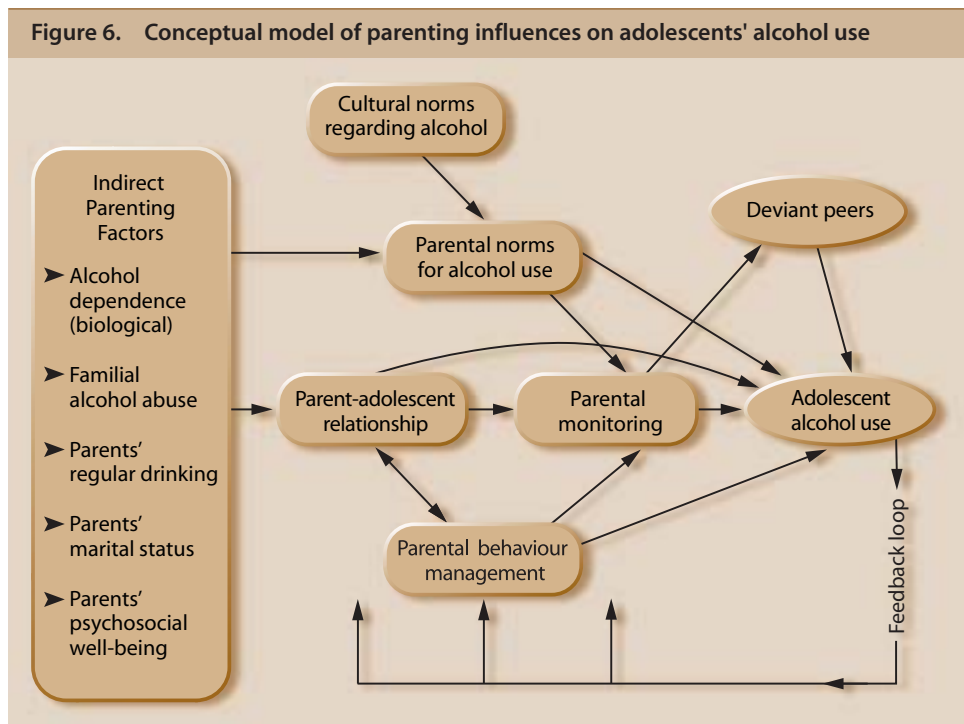 Figure 6. Conceptual model of parenting influences on adolescents' alcohol use
Cultural norms
regarding alcohol
Indirect
Parenting
Factors
➤ Alcohol
dependence
(biological)
➤ Familial
alcohol abuse
➤ Parents'
regular drinking
➤ Parents'
marital status
➤ Parents'
psychosocial
well-being
Parental norms
for alcohol use
Deviant peers
Parent-adolescent
relationship
Parental
monitoring
Adolescent
alcohol use
Parental behaviour
management
Feedback loop